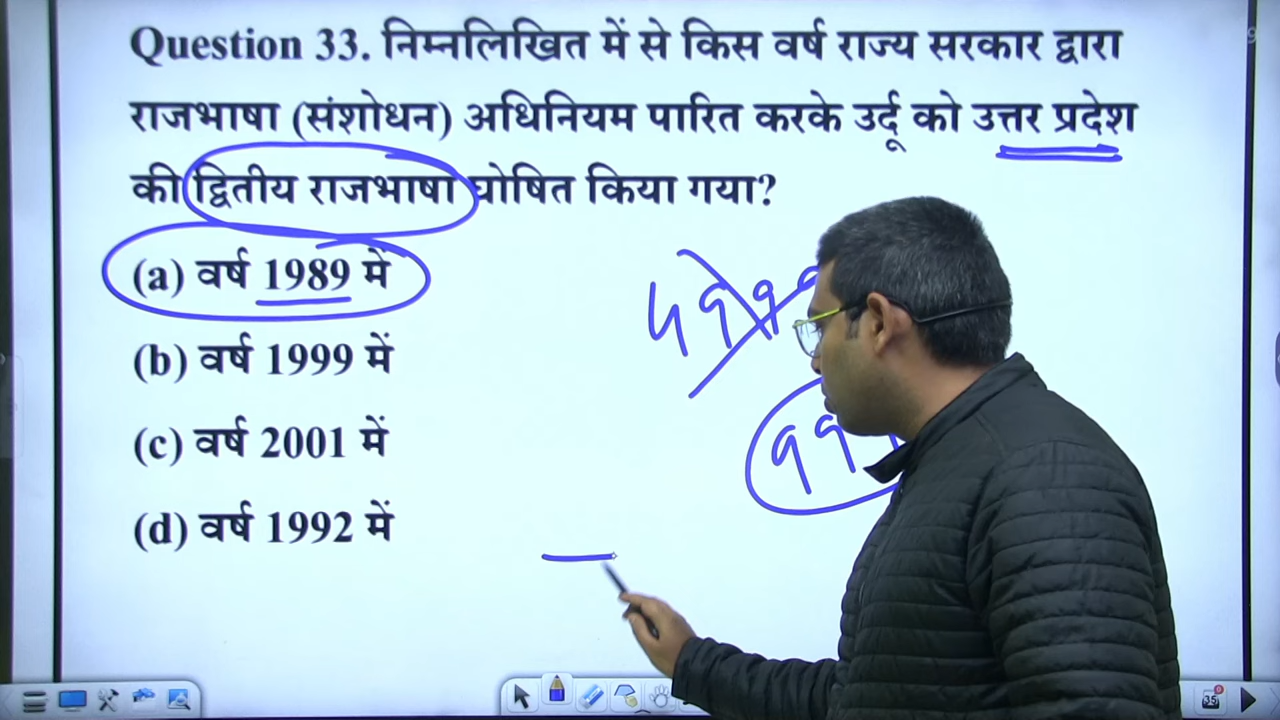 Question 33. निम्नलिखित में से किस वर्ष राज्य सरकार द्वारा
राजभाषा (संशोधन) अधिनियम पारित करके उर्दू को उत्तर प्रदेश
की द्वितीय राजभाषा घोषित किया गया?
(a) वर्ष 1989 में
(b) वर्ष 1999 में
(c) वर्ष 2001 में
(d) वर्ष 1992 में
35